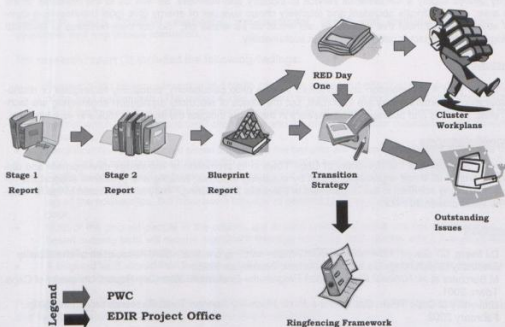 RED Day
One
Cluster
Workplans
Stage 1
Report
Stage 2
Report
Blueprint
Report
Transition
Strategy
Outstanding
Issues
Legend
PWC
EDIR Project Office
Ringfencing Framework